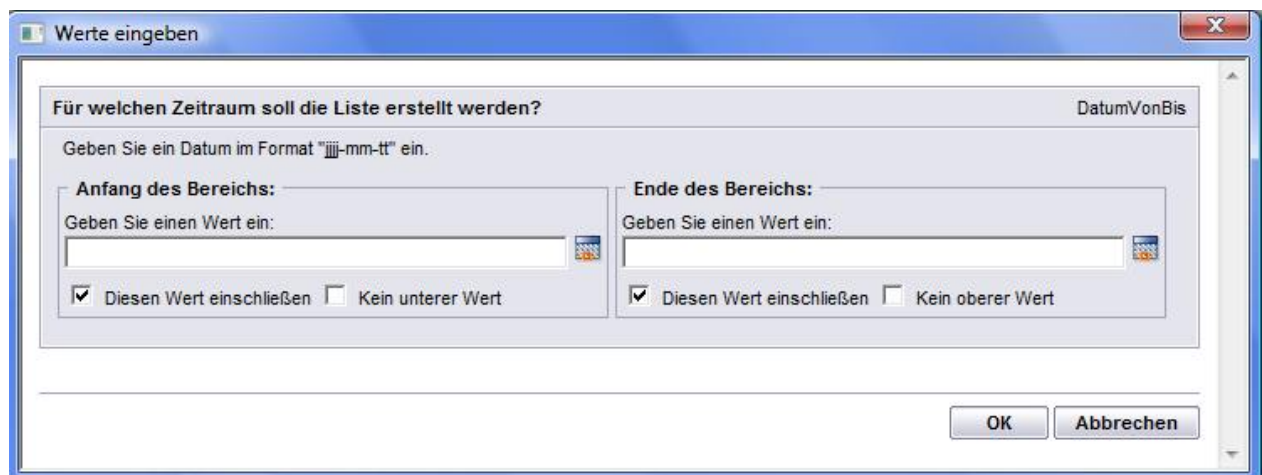 Werte eingeben
Für welchen Zeitraum soll die Liste erstellt werden? DatumVonBis
Geben Sie ein Datum im Format "jjjj-mm-tt" ein.
Anfang des Bereichs:
Geben Sie einen Wert ein:
Diesen Wert einschließen Kein unterer Wert
Ende des Bereichs:
Geben Sie einen Wert ein:
Diesen Wert einschließen Kein oberer Wert
OK Abbrechen